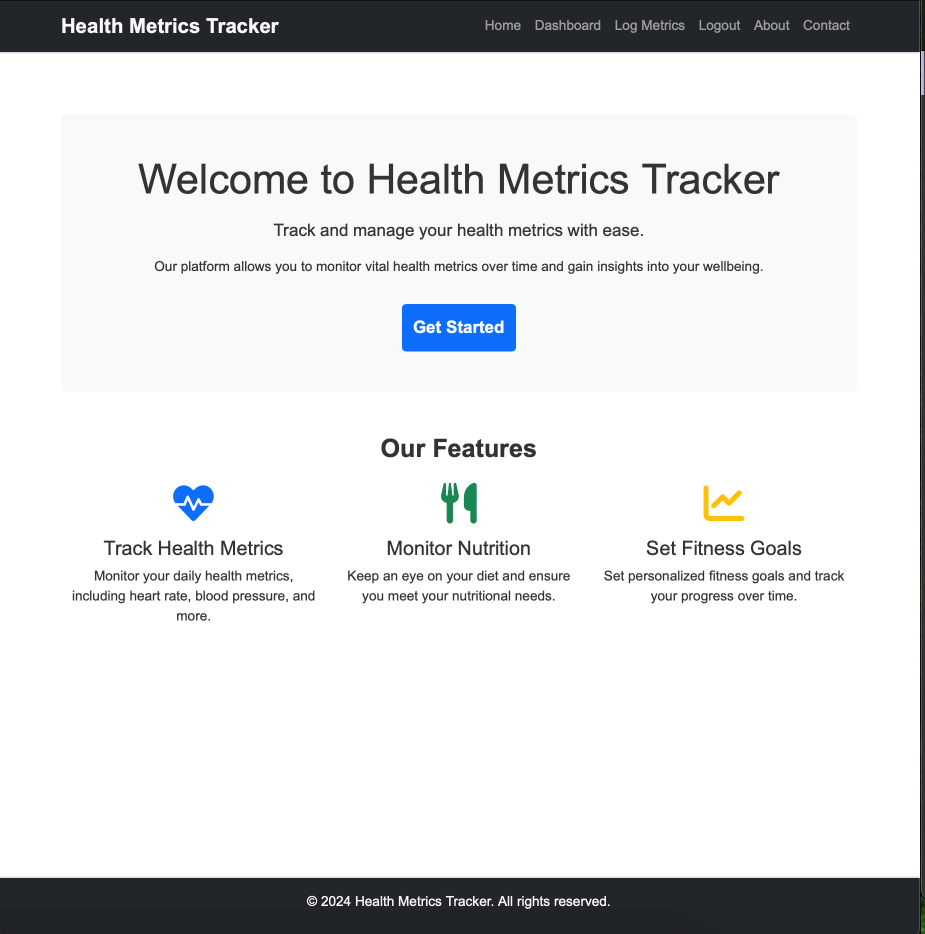 Health Metrics Tracker
Home Dashboard Log Metrics Logout About Contact
Welcome to Health Metrics Tracker
Track and manage your health metrics with ease.
Our platform allows you to monitor vital health metrics over time and gain insights into your wellbeing.
Get Started
Our Features
Track Health Metrics
Monitor your daily health metrics,
including heart rate, blood pressure, and
more.
Monitor Nutrition
Keep an eye on your diet and ensure
you meet your nutritional needs.
Set Fitness Goals
Set personalized fitness goals and track
your progress over time.
© 2024 Health Metrics Tracker. All rights reserved.